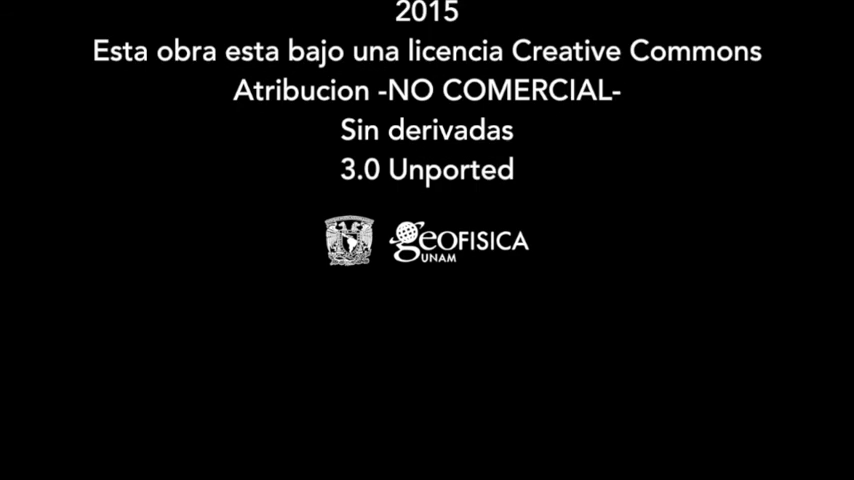 2015
Esta obra esta bajo una licencia Creative Commons
Atribucion -NO COMERCIAL-
Sin derivadas
3.0 Unported
geOFISICA
UNAM